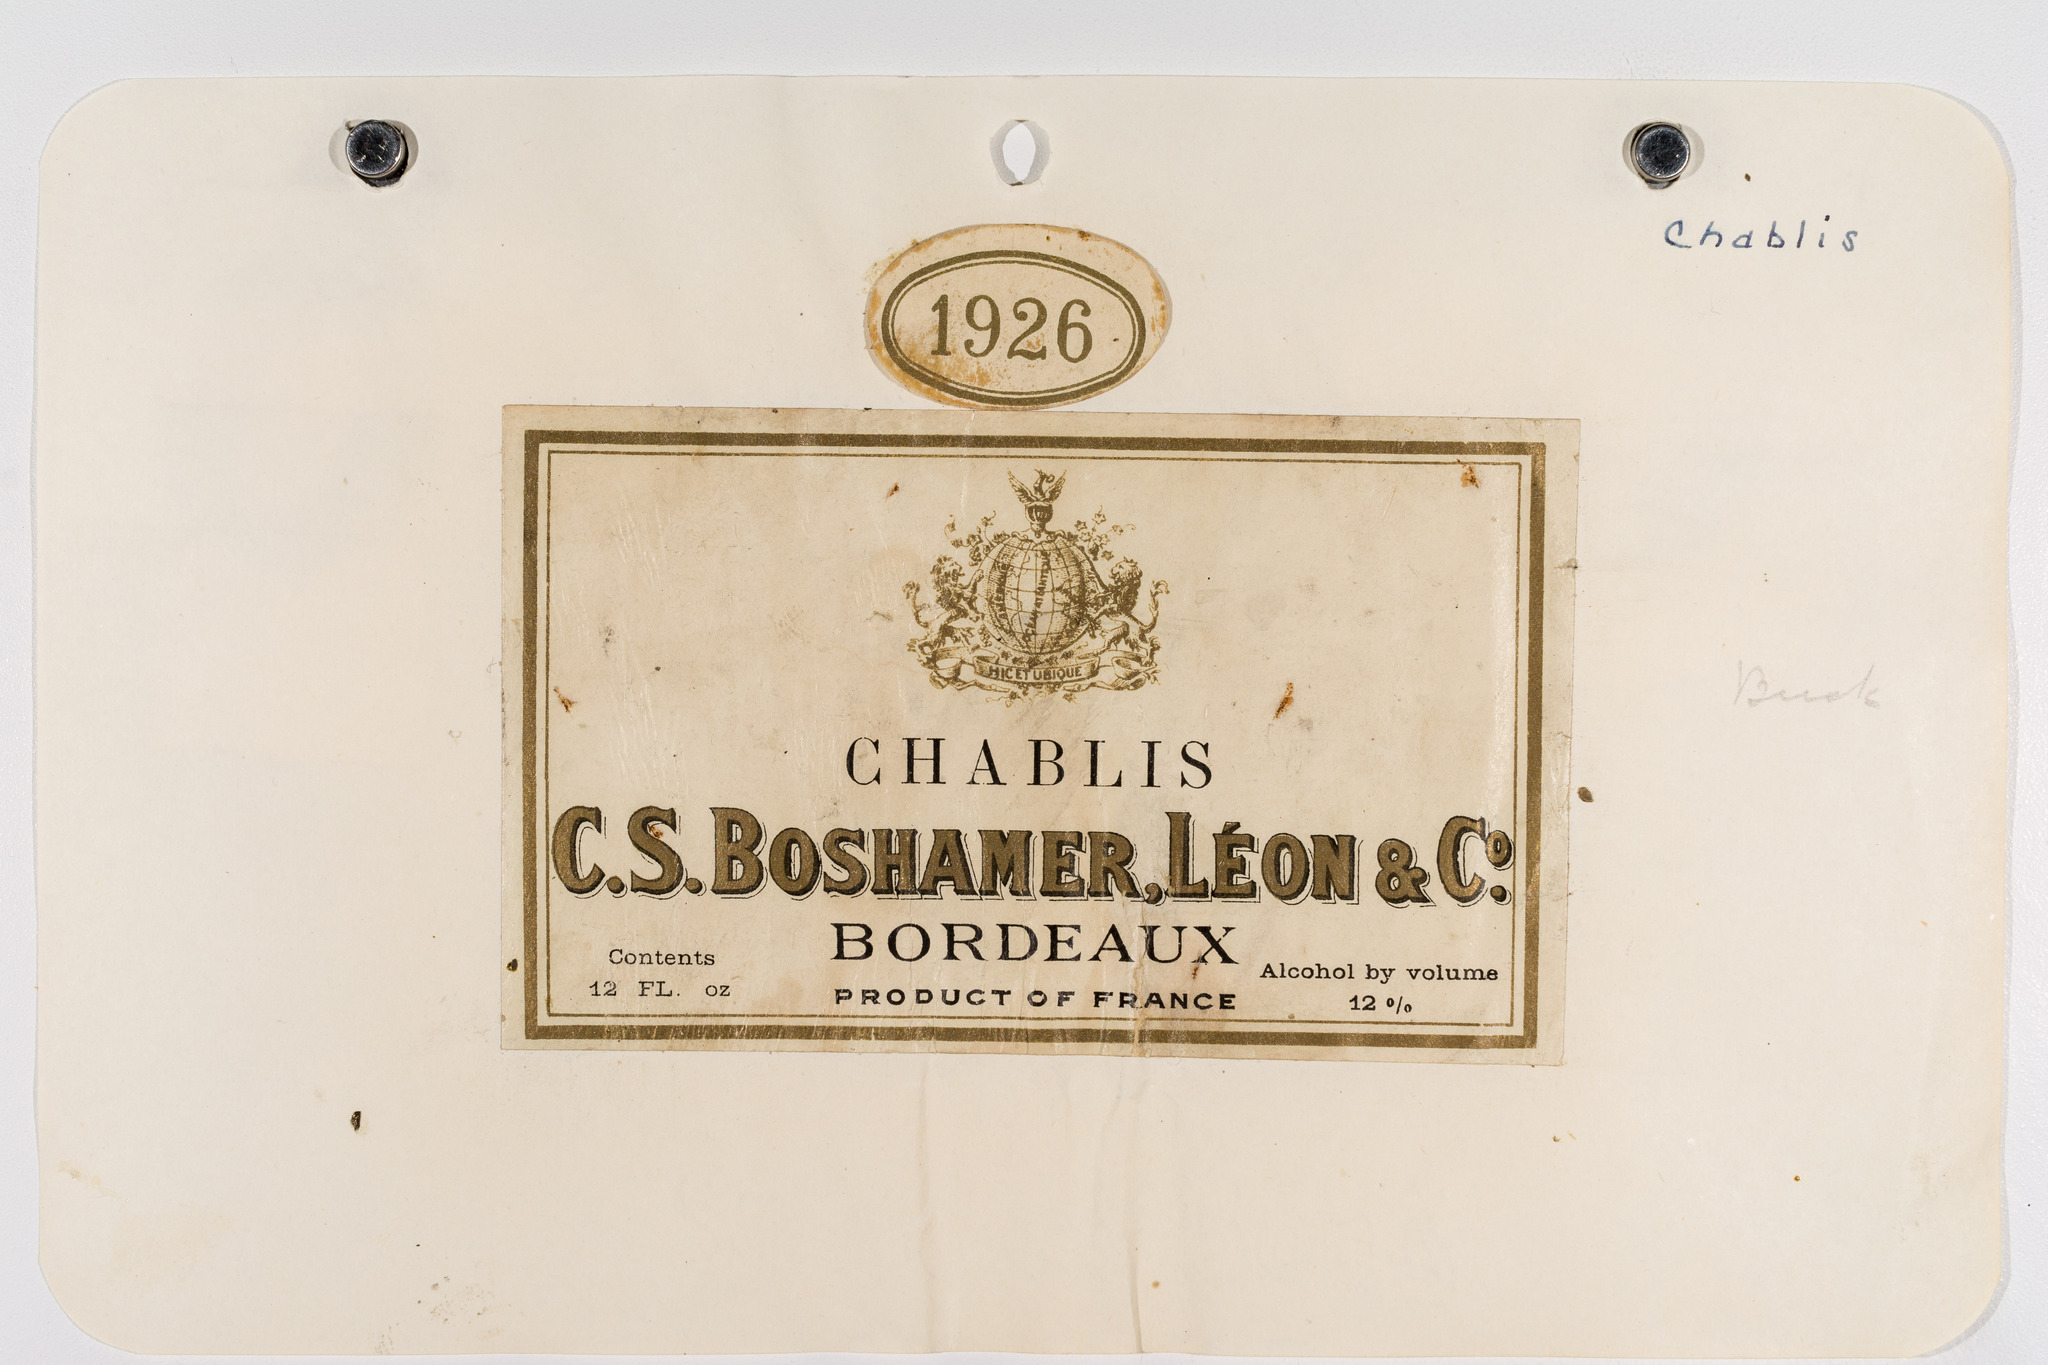 Chablis
1926
HIC ET UBIQUE
CHABLIS
C.S. BOSHAMER, LÉON & Cº.
BORDEAUX
Contents
12 FL. oz
PRODUCT OF FRANCE
Alcohol by volume
12 %